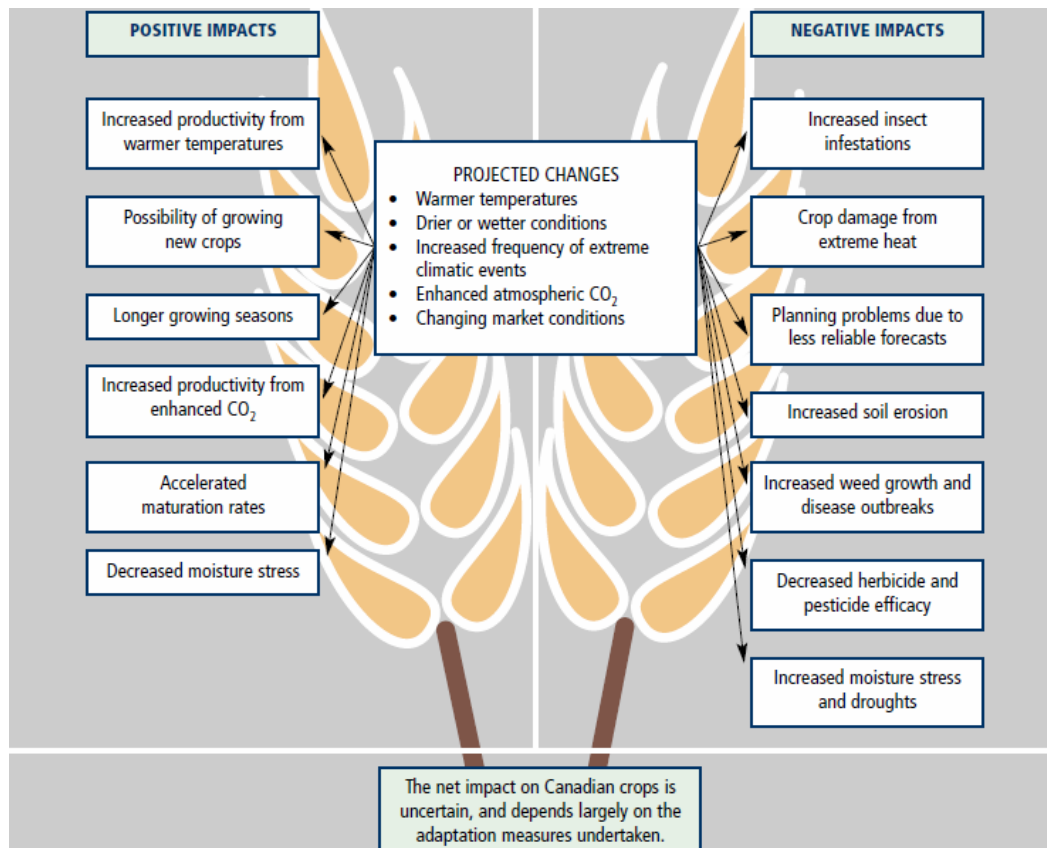 POSITIVE IMPACTS
Increased productivity from
warmer temperatures
Possibility of growing
new crops
Longer growing seasons
Increased productivity from
enhanced CO₂
Accelerated
maturation rates
Decreased moisture stress
PROJECTED CHANGES
• Warmer temperatures
• Drier or wetter conditions
• Increased frequency of extreme
climatic events
• Enhanced atmospheric CO₂
• Changing market conditions
NEGATIVE IMPACTS
Increased insect
infestations
Crop damage from
extreme heat
Planning problems due to
less reliable forecasts
Increased soil erosion
Increased weed growth and
disease outbreaks
Decreased herbicide and
pesticide efficacy
Increased moisture stress
and droughts
The net impact on Canadian crops is
uncertain, and depends largely on the
adaptation measures undertaken.